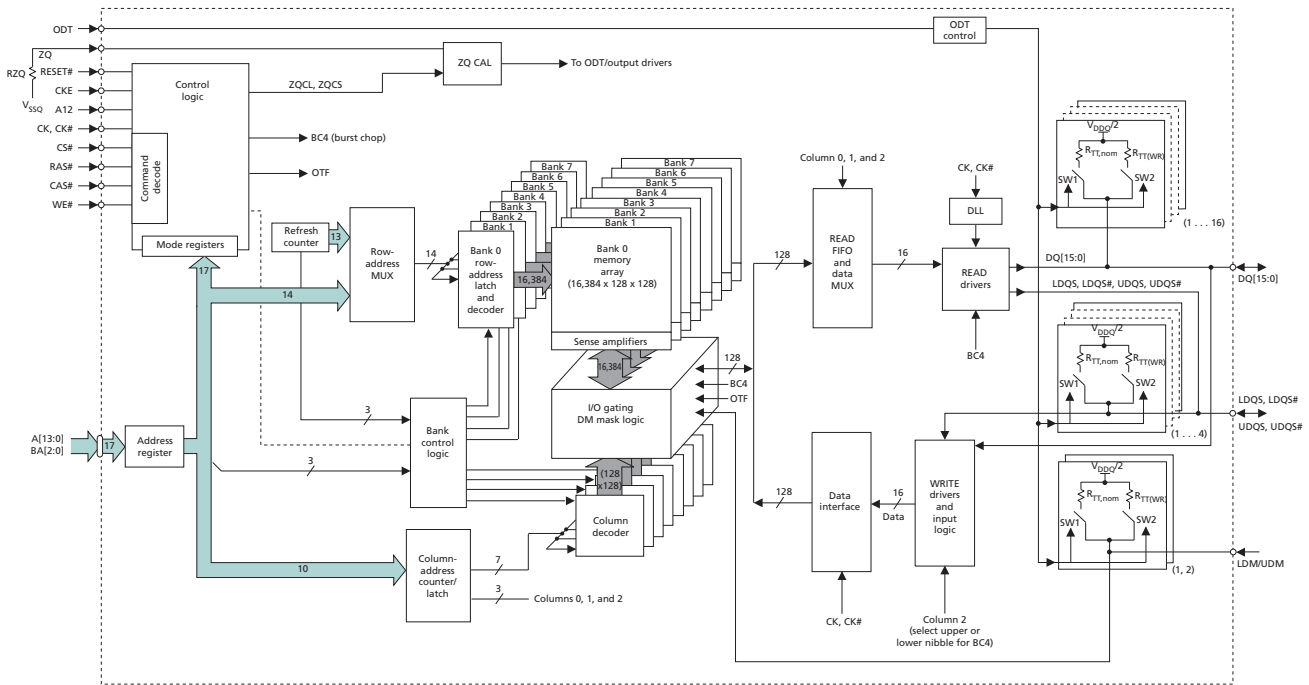 ODT
ODT
control
ZQ
RZQ
VSSQ
RESET#
CKE
A12
CK, CK#
CS#
RAS#
CAS#
WE#
Control
logic
Command
decode
Mode registers
ZQCL, ZQCS
ZQ CAL
To ODT/output drivers
BC4 (burst chop)
OTF
Refresh
counter
13
Row-
address
MUX
14
17
14
Bank 7
Bank 6
Bank 5
Bank 4
Bank 3
Bank 2
Bank 1
Bank 0
row-
address
latch
and
decoder
16,384
Bank 7
Bank 6
Bank 5
Bank 4
Bank 3
Bank 2
Bank 1
Bank 0
memory
array
(16,384 x 128 x 128)
Sense amplifiers
16,384
I/O gating
DM mask logic
128
BC4
OTF
(128
x128)
Column
decoder
A[13:0]
BA[2:0]
17
Address
register
3
3
Bank
control
logic
10
Column-
address
counter/
latch
7
3
Columns 0, 1, and 2
Column 0, 1, and 2
128
READ
FIFO
and
data
MUX
16
CK, CK#
DLL
READ
drivers
BC4
DQ[15:0]
LDQS, LDQS#, UDQS, UDQS#
128
Data
interface
16
Data
WRITE
drivers
and
input
logic
CK, CK#
Column 2
(select upper or
lower nibble for BC4)
VDDQ/2
RTT,nom
RTT(WR)
SW1
SW2
(1 . . . 16)
DQ[15:0]
VDDQ/2
RTT,nom
RTT(WR)
SW1
SW2
(1 . . . 4)
LDQS, LDQS#
UDQS, UDQS#
VDDQ/2
RTT,nom
RTT(WR)
SW1
SW2
(1, 2)
LDM/UDM